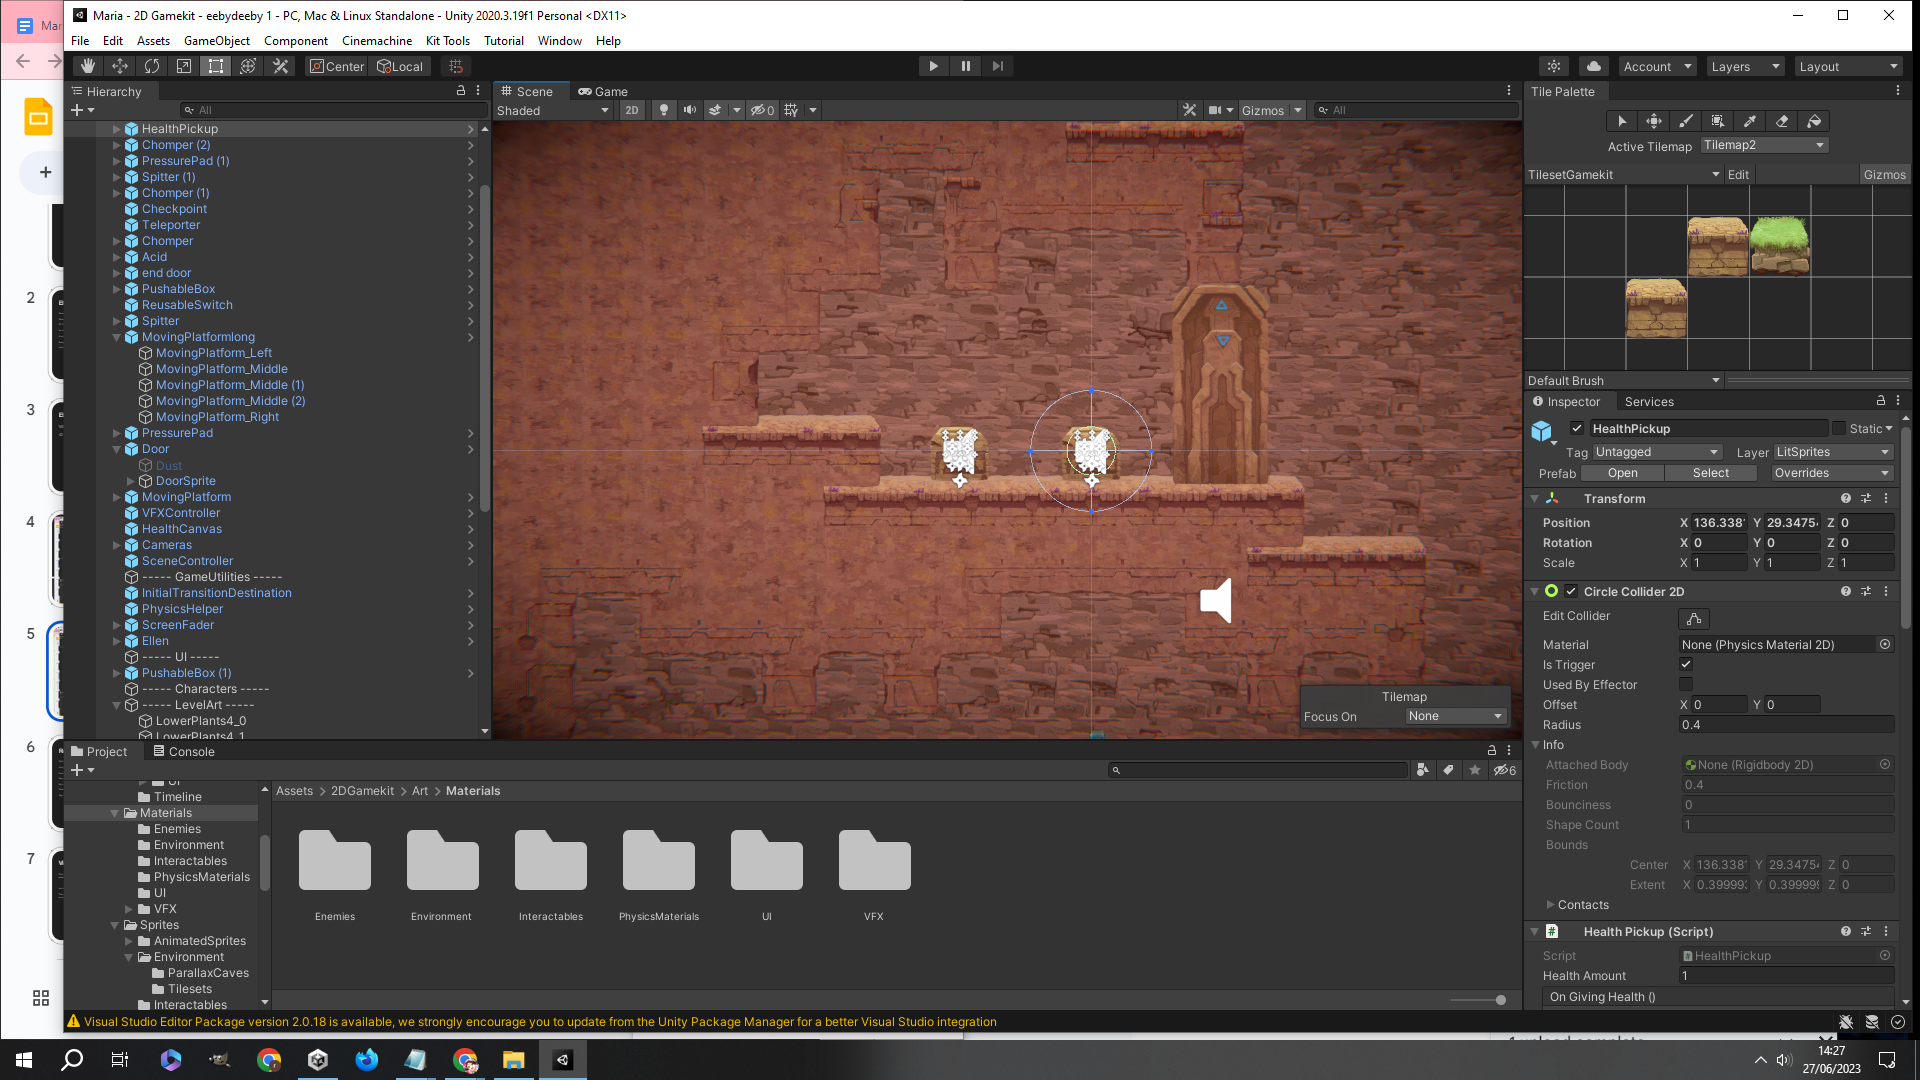 Mar
Maria - 2D Gamekit - eebydeeby 1 - PC, Mac & Linux Standalone - Unity 2020.3.19f1 Personal <DX11>
File Edit Assets GameObject Component Cinemachine Kit Tools Tutorial Window Help
Center Local
Account Layers Layout
Hierarchy
All
HealthPickup
Chomper (2)
PressurePad (1)
Spitter (1)
Chomper (1)
Checkpoint
Teleporter
Chomper
Acid
end door
PushableBox
ReusableSwitch
Spitter
MovingPlatformlong
MovingPlatform_Left
MovingPlatform_Middle
MovingPlatform_Middle (1)
MovingPlatform_Middle (2)
MovingPlatform_Right
PressurePad
Door
Dust
DoorSprite
MovingPlatform
VFXController
HealthCanvas
Cameras
SceneController
----- GameUtilities -----
InitialTransitionDestination
PhysicsHelper
ScreenFader
Ellen
----- UI -----
PushableBox (1)
----- Characters -----
----- LevelArt -----
LowerPlants4_0
LowerPlants4_1
Scene Game
Shaded 2D 0 Gizmos All
Tilemap
Focus On None
Tile Palette
Active Tilemap Tilemap2
TilesetGamekit Edit Gizmos
Default Brush
Inspector Services
HealthPickup Static
Tag Untagged Layer LitSprites
Prefab Open Select Overrides
Transform
Position X 136.338 Y 29.3475 Z 0
Rotation X 0 Y 0 Z 0
Scale X 1 Y 1 Z 1
Circle Collider 2D
Edit Collider
Material None (Physics Material 2D)
Is Trigger
Used By Effector
Offset X 0 Y 0
Radius 0.4
Info
Attached Body None (Rigidbody 2D)
Friction 0.4
Bounciness 0
Shape Count 1
Bounds
Center X 136.338 Y 29.3475 Z 0
Extent X 0.39999 Y 0.39999 Z 0
Contacts
# Health Pickup (Script)
Script HealthPickup
Health Amount 1
On Giving Health ()
Project Console
6
UI
Timeline
Materials
Enemies
Environment
Interactables
PhysicsMaterials
UI
VFX
Sprites
AnimatedSprites
Environment
ParallaxCaves
Tilesets
Interactables
Assets > 2DGamekit > Art > Materials
Enemies Environment Interactables PhysicsMaterials UI VFX
Visual Studio Editor Package version 2.0.18 is available, we strongly encourage you to update from the Unity Package Manager for a better Visual Studio integration
2
3
4
5
6
7
14:27
27/06/2023